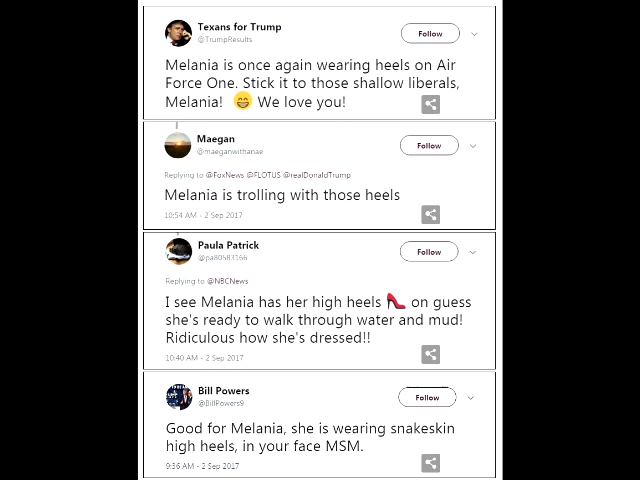 Texans for Trump
@TrumpResults
Follow
Melania is once again wearing heels on Air
Force One. Stick it to those shallow liberals,
Melania! 😁 We love you!
Maegan
@maeganwithanae
Follow
Replying to @FoxNews @FLOTUS @realDonaldTrump
Melania is trolling with those heels
10:54 AM - 2 Sep 2017
Paula Patrick
@pa80583166
Follow
Replying to @NBCNews
I see Melania has her high heels 👠 on guess
she's ready to walk through water and mud!
Ridiculous how she's dressed!!
10:40 AM - 2 Sep 2017
Bill Powers
@BillPowers9
Follow
Good for Melania, she is wearing snakeskin
high heels, in your face MSM.
9:36 AM - 2 Sep 2017